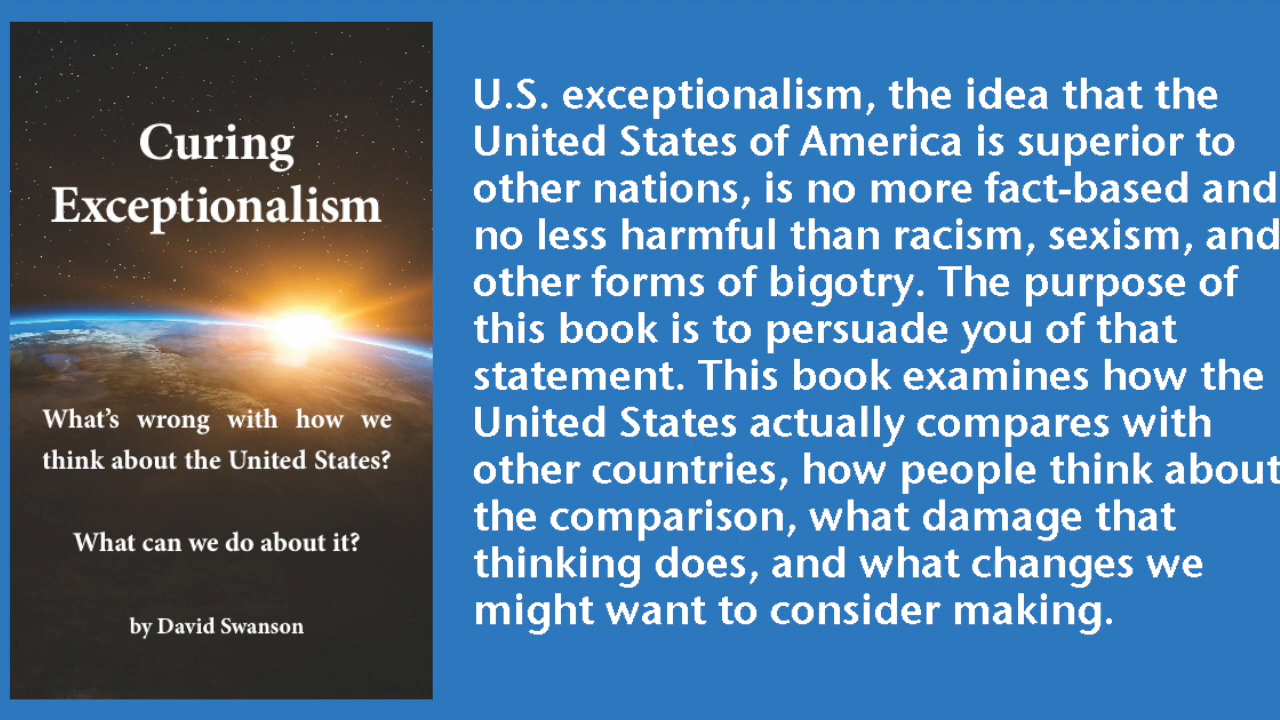 Curing
Exceptionalism
What's wrong with how we
think about the United States?
What can we do about it?
by David Swanson
U.S. exceptionalism, the idea that the
United States of America is superior to
other nations, is no more fact-based and
no less harmful than racism, sexism, and
other forms of bigotry. The purpose of
this book is to persuade you of that
statement. This book examines how the
United States actually compares with
other countries, how people think about
the comparison, what damage that
thinking does, and what changes we
might want to consider making.